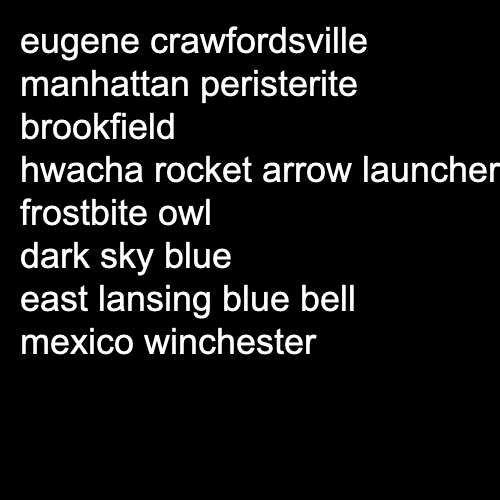 eugene crawfordsville
manhattan peristerite
brookfield
hwacha rocket arrow launcher
frostbite owl
dark sky blue
east lansing blue bell
mexico winchester